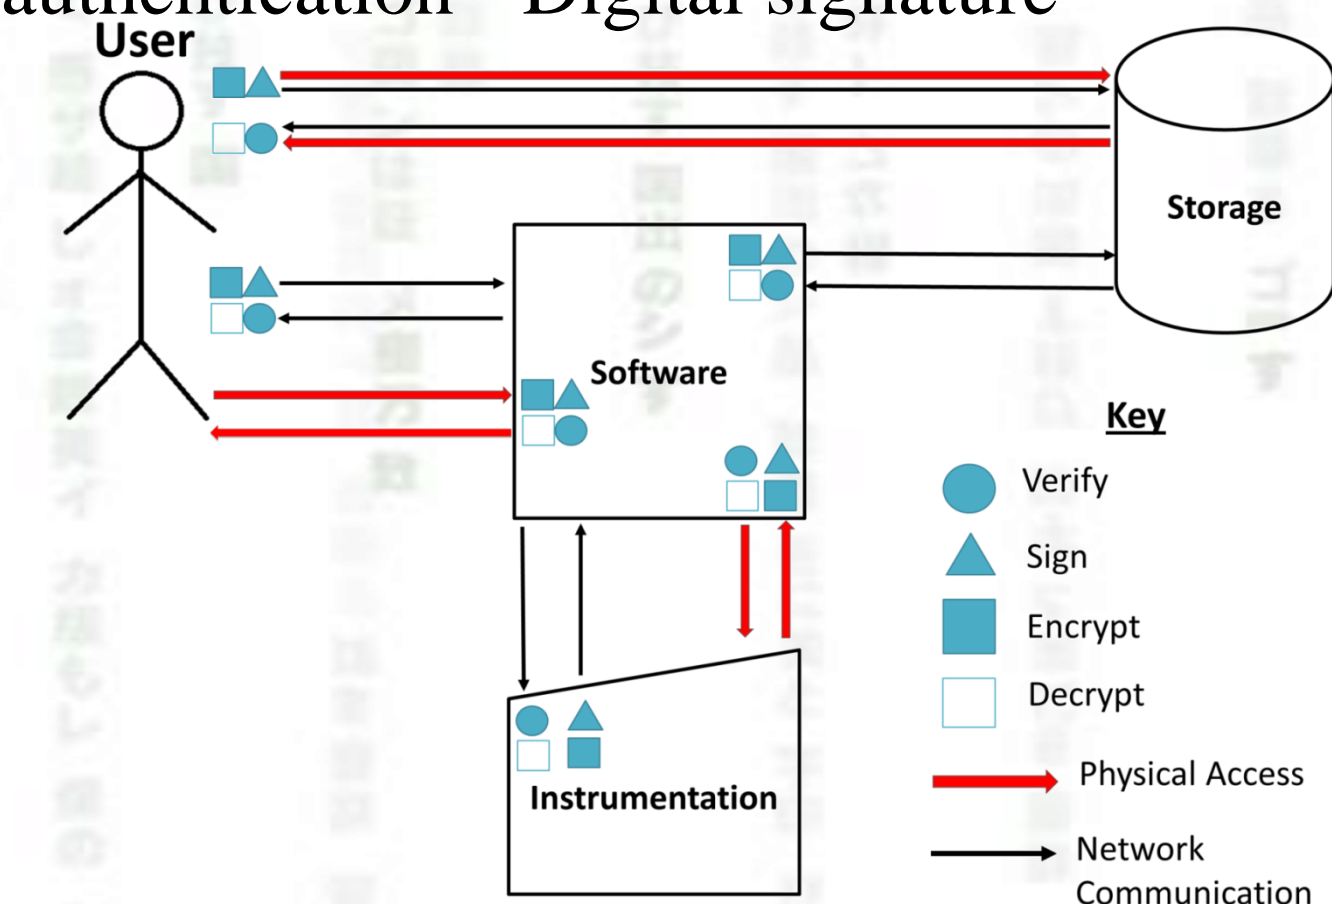 authentication Digital signature
User
Storage
Software
Key
Verify
Sign
Encrypt
Decrypt
Instrumentation
Physical Access
Network
Communication